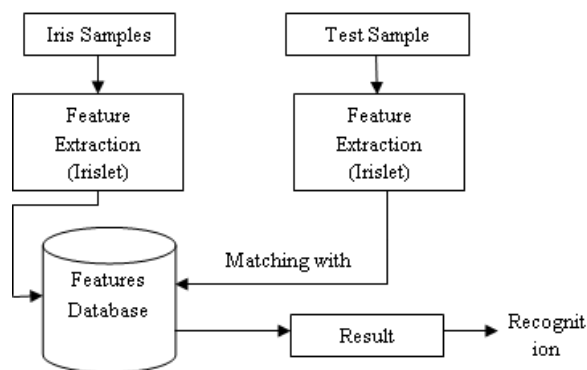 Iris Samples
Test Sample
Feature
Extraction
(Irislet)
Feature
Extraction
(Irislet)
Matching with
Features
Database
Result
Recognit
ion